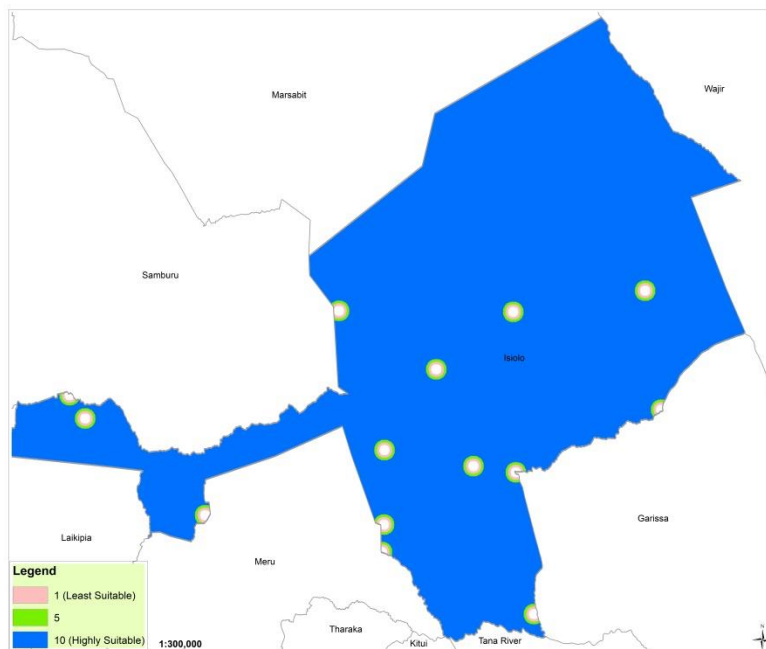 Marsabit
Wajir
Samburu
Isiolo
Garissa
Laikipia
Meru
Legend
1 (Least Suitable)
5
10 (Highly Suitable)
1:300,000
Tharaka
Kitui
Tana River
N